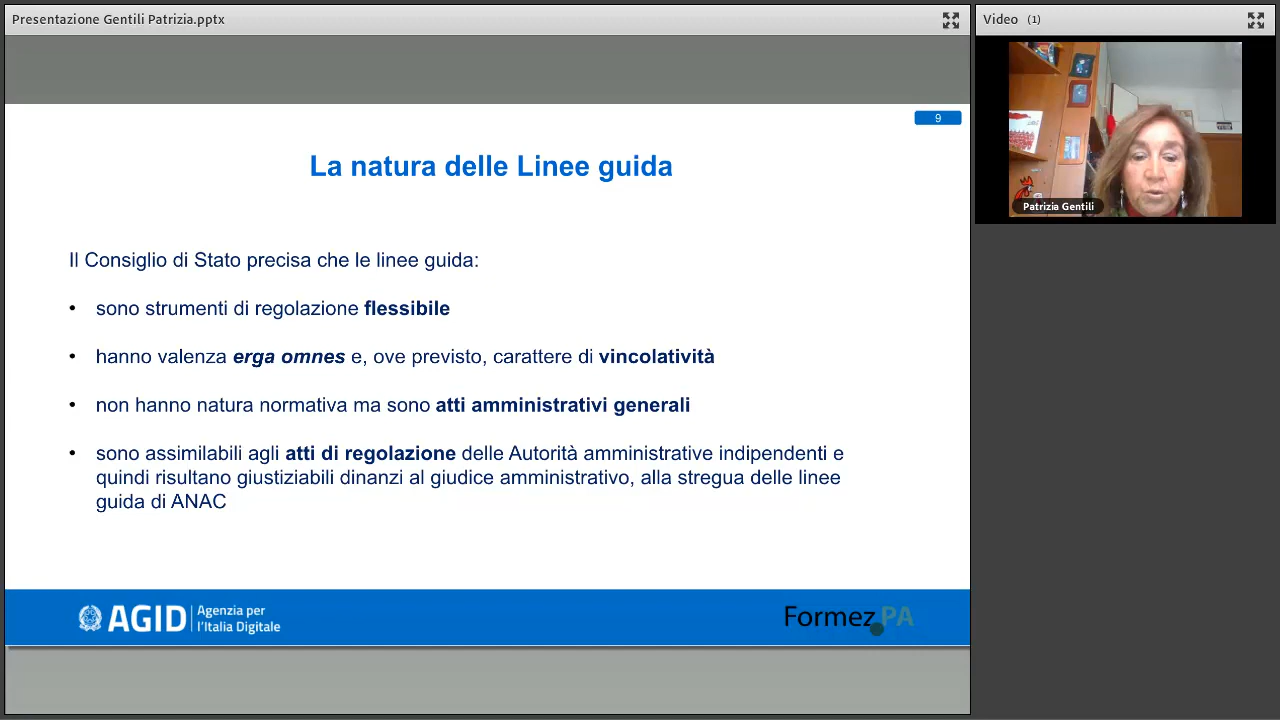 Presentazione Gentili Patrizia.pptx
Video (1)
9
La natura delle Linee guida
Il Consiglio di Stato precisa che le linee guida:
• sono strumenti di regolazione flessibile
• hanno valenza erga omnes e, ove previsto, carattere di vincolatività
• non hanno natura normativa ma sono atti amministrativi generali
• sono assimilabili agli atti di regolazione delle Autorità amministrative indipendenti e
quindi risultano giustiziabili dinanzi al giudice amministrativo, alla stregua delle linee
guida di ANAC
Patrizia Gentili
AGID Agenzia per
l'Italia Digitale
Formez PA